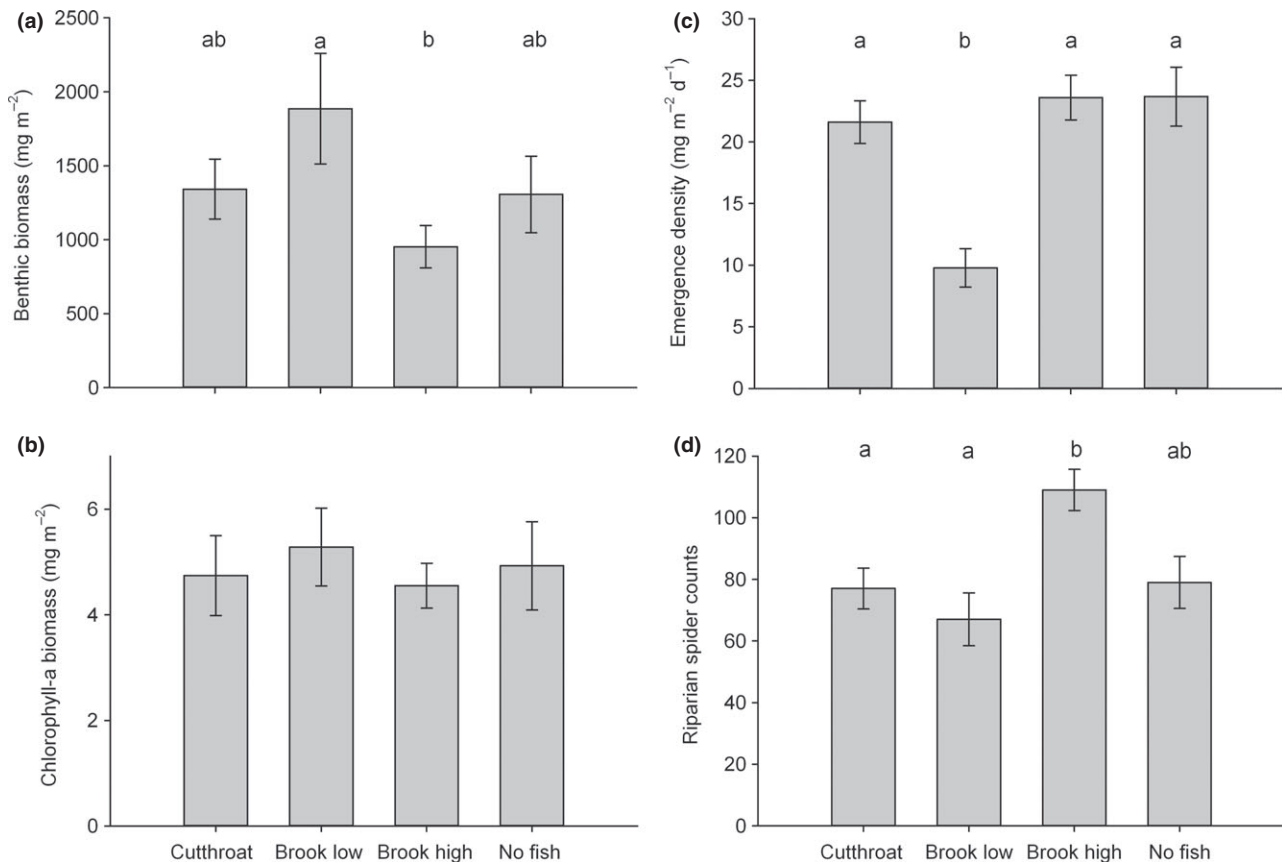 (a)
2500
2000
1500
1000
500
0
Benthic biomass (mg m⁻²)
ab a b ab
(b)
6
4
2
0
Chlorophyll-a biomass (mg m⁻²)
Cutthroat Brook low Brook high No fish
(c)
30
25
20
15
10
5
0
Emergence density (mg m⁻² d⁻¹)
a b a a
(d)
120
100
80
60
40
20
0
Riparian spider counts
a a b ab
Cutthroat Brook low Brook high No fish